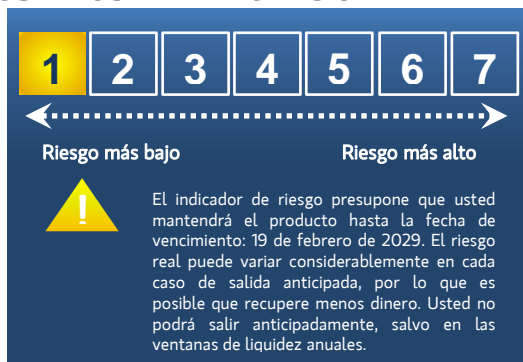 1 2 3 4 5 6 7
Riesgo más bajo Riesgo más alto
!
El indicador de riesgo presupone que usted
mantendrá el producto hasta la fecha de
vencimiento: 19 de febrero de 2029. El riesgo
real puede variar considerablemente en cada
caso de salida anticipada, por lo que es
posible que recupere menos dinero. Usted no
podrá salir anticipadamente, salvo en las
ventanas de liquidez anuales.